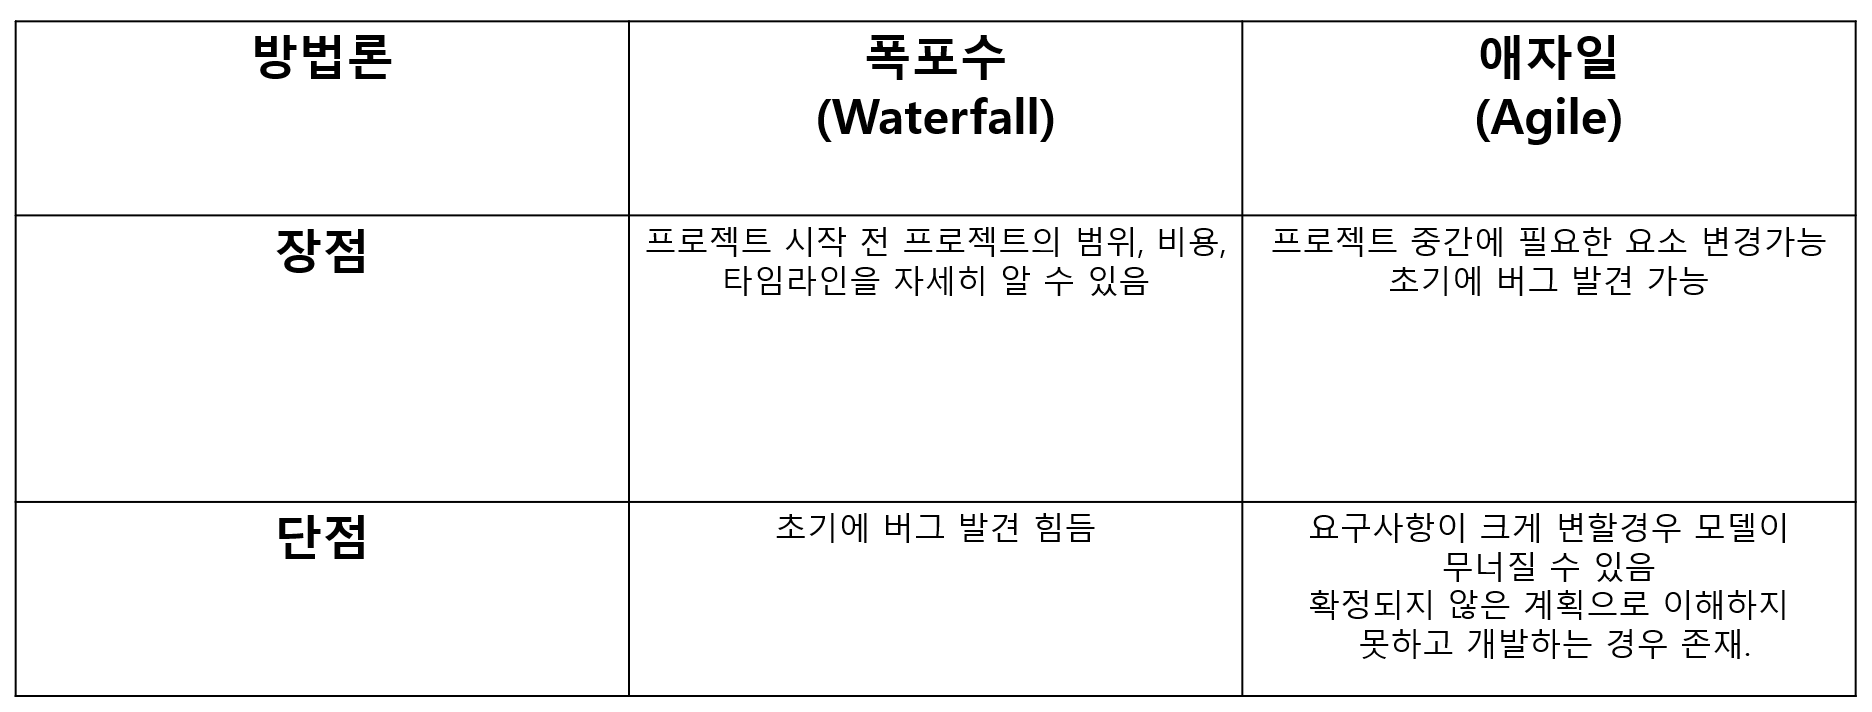 방법론
폭포수
(Waterfall)
애자일
(Agile)
장점
프로젝트 시작 전 프로젝트의 범위, 비용,
타임라인을 자세히 알 수 있음
프로젝트 중간에 필요한 요소 변경가능
초기에 버그 발견 가능
단점
초기에 버그 발견 힘듬
요구사항이 크게 변할경우 모델이
무너질 수 있음
확정되지 않은 계획으로 이해하지
못하고 개발하는 경우 존재.